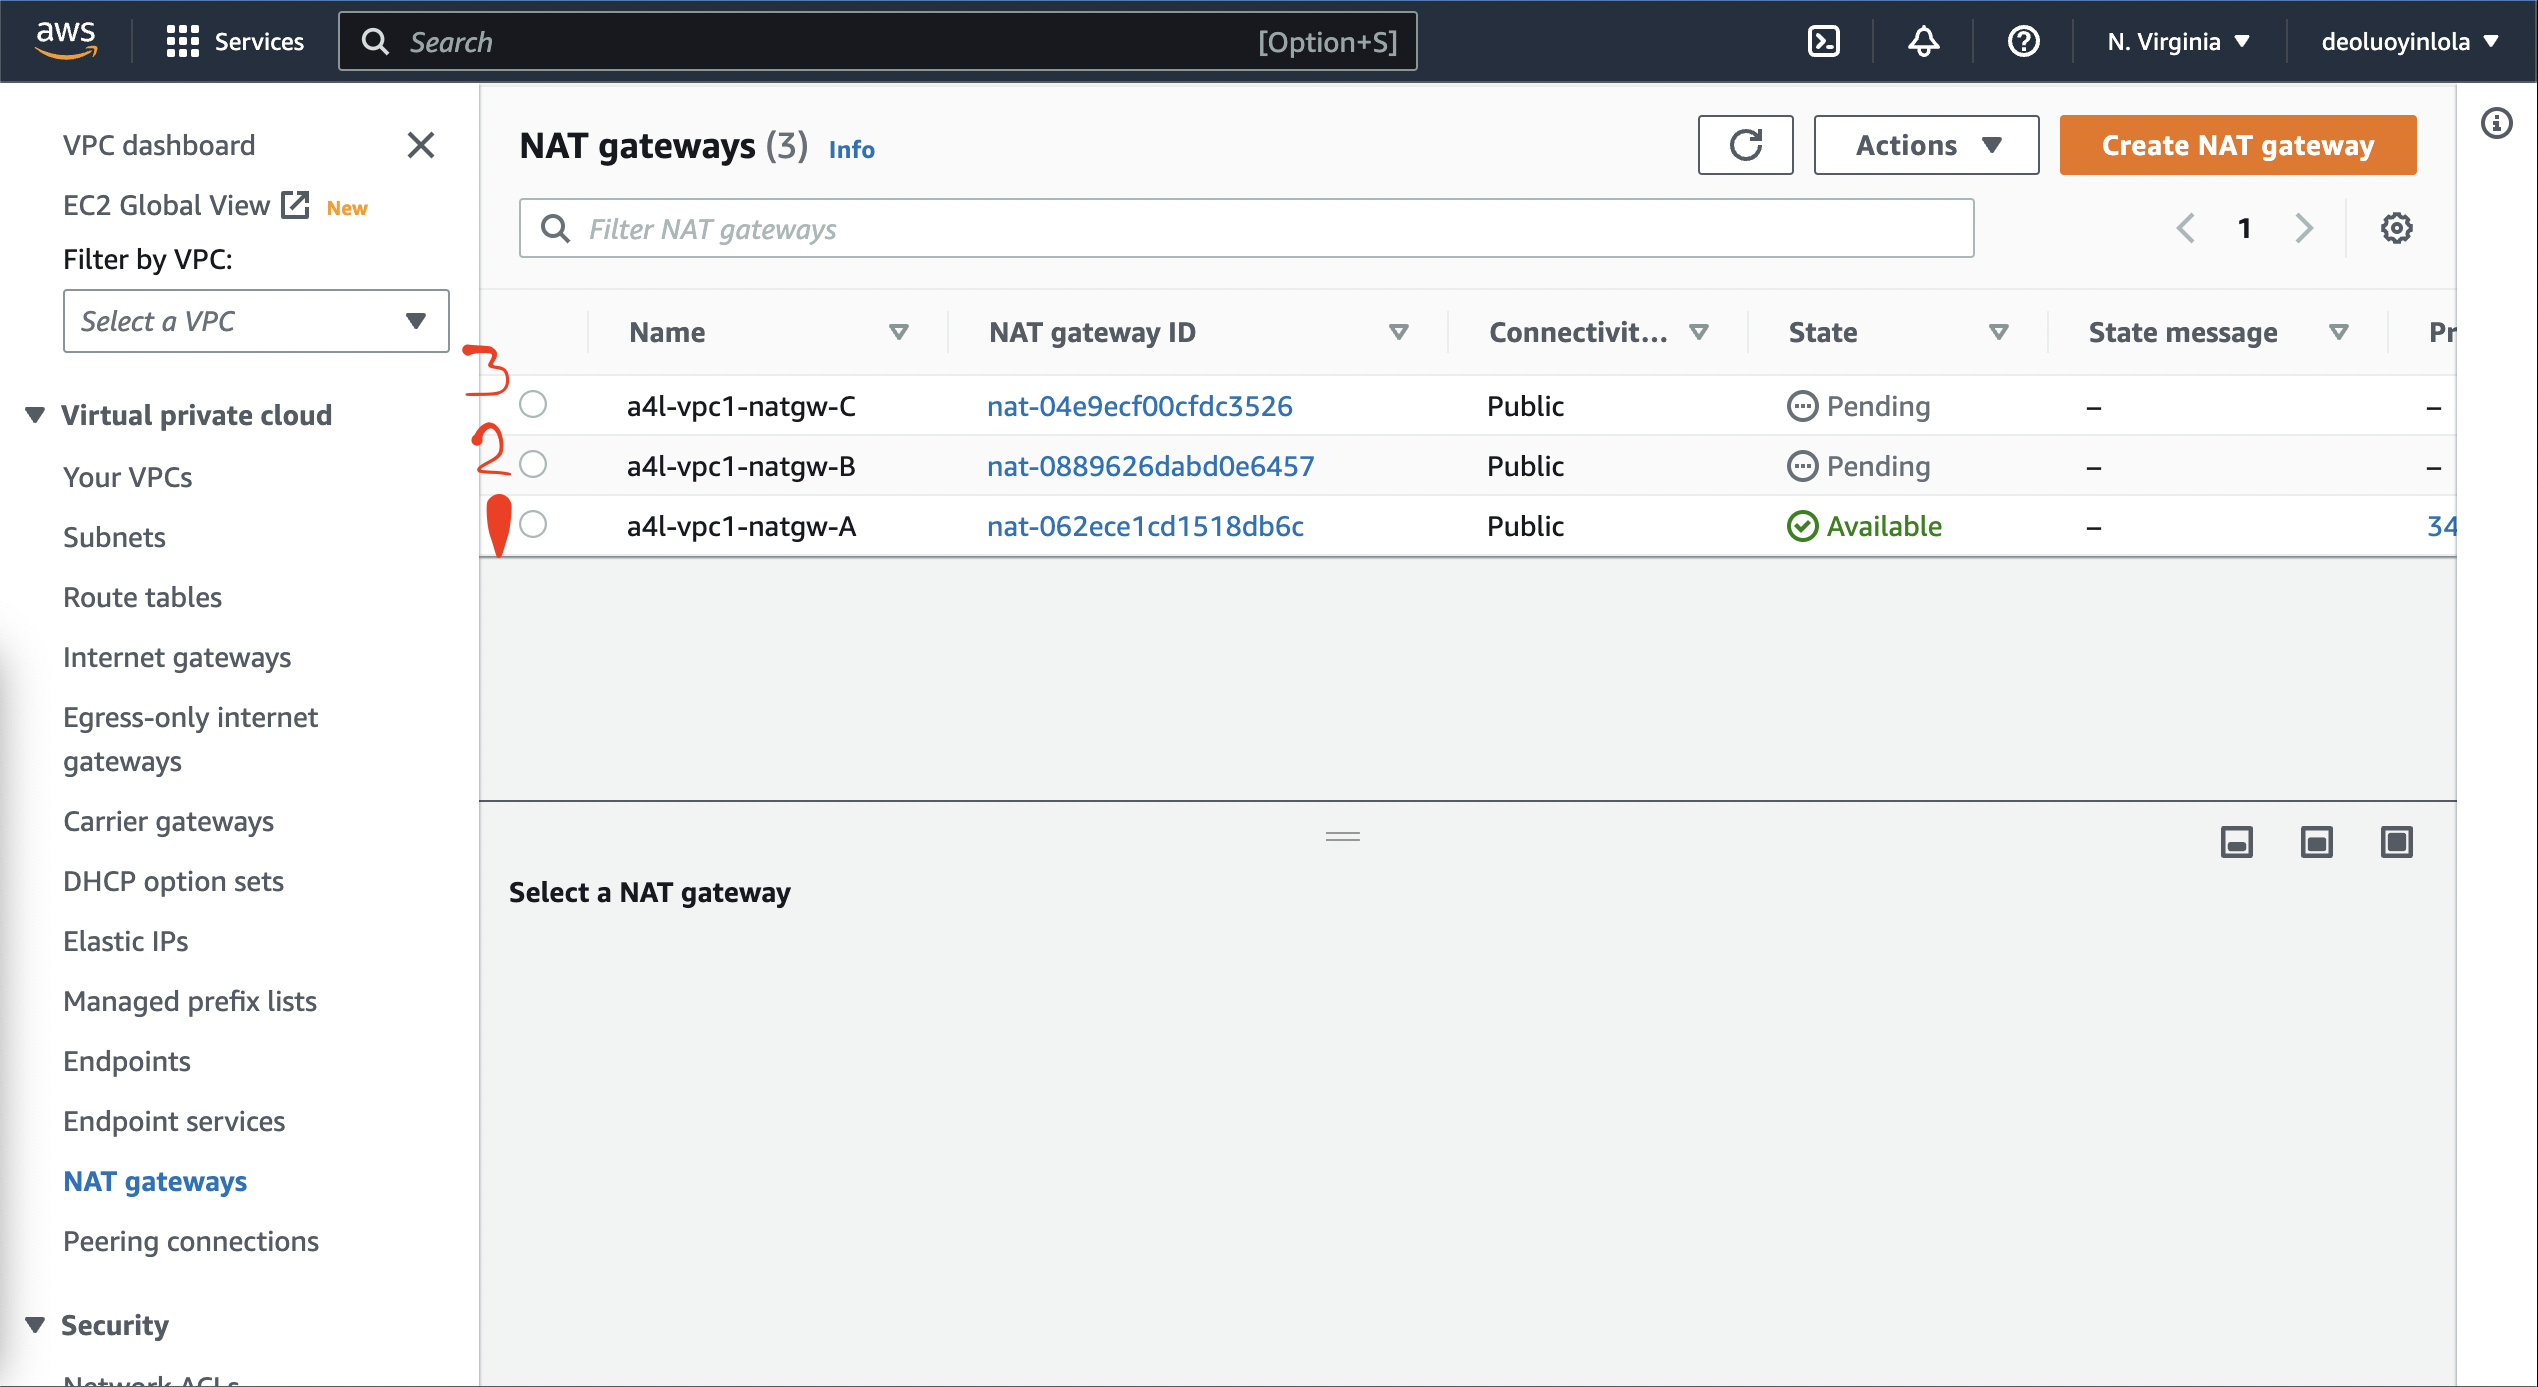 aws Services Search [Option+S] N. Virginia deoluoyinlola
VPC dashboard
EC2 Global View New
Filter by VPC:
Select a VPC
Virtual private cloud
Your VPCs
Subnets
Route tables
Internet gateways
Egress-only internet
gateways
Carrier gateways
DHCP option sets
Elastic IPs
Managed prefix lists
Endpoints
Endpoint services
NAT gateways
Peering connections
Security
Network ACLs
NAT gateways (3) Info Actions Create NAT gateway
Filter NAT gateways 1
Name NAT gateway ID Connectivit... State State message Pr
3 a4l-vpc1-natgw-C nat-04e9ecf00cfdc3526 Public Pending – –
2 a4l-vpc1-natgw-B nat-0889626dabd0e6457 Public Pending – –
a4l-vpc1-natgw-A nat-062ece1cd1518db6c Public Available – 34
Select a NAT gateway